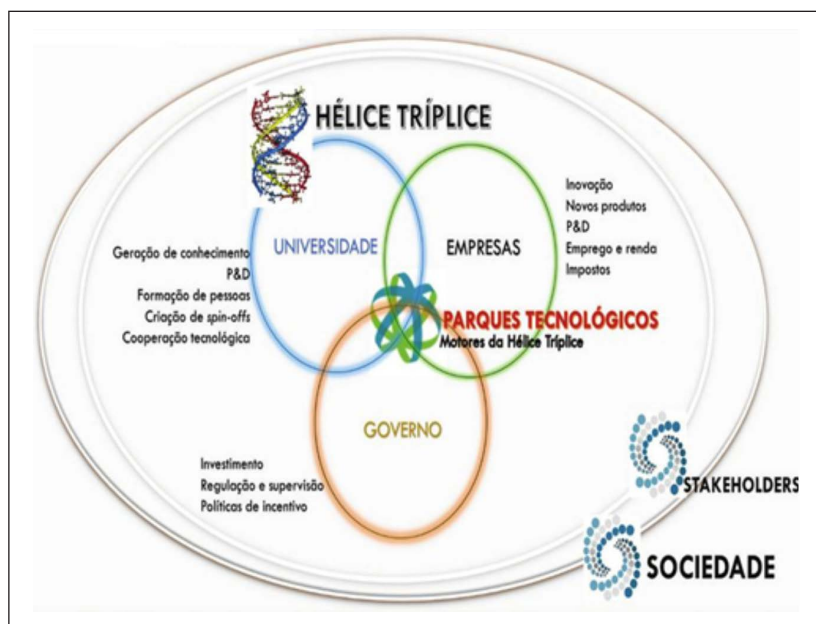 HÉLICE TRÍPLICE
UNIVERSIDADE
Geração de conhecimento
P&D
Formação de pessoas
Criação de spin-offs
Cooperação tecnológica
EMPRESAS
Inovação
Novos produtos
P&D
Emprego e renda
Impostos
PARQUES TECNOLÓGICOS
Motores da Hélice Tríplice
GOVERNO
Investimento
Regulação e supervisão
Políticas de incentivo
STAKEHOLDERS
SOCIEDADE